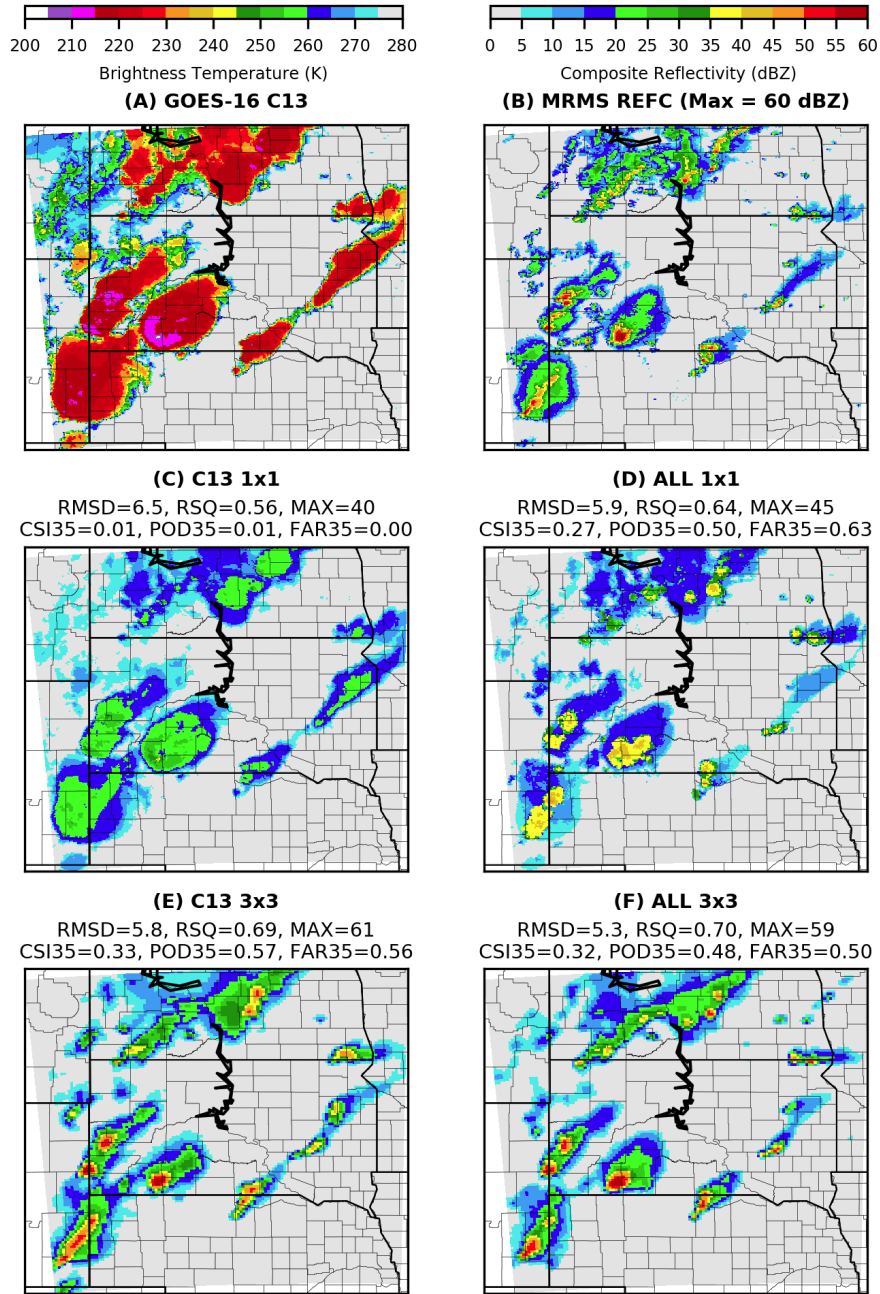 200 210 220 230 240 250 260 270 280
Brightness Temperature (K)
0 5 10 15 20 25 30 35 40 45 50 55 60
Composite Reflectivity (dBZ)
(A) GOES-16 C13
(B) MRMS REFC (Max = 60 dBZ)
(C) C13 1x1
RMSD=6.5, RSQ=0.56, MAX=40
CSI35=0.01, POD35=0.01, FAR35=0.00
(D) ALL 1x1
RMSD=5.9, RSQ=0.64, MAX=45
CSI35=0.27, POD35=0.50, FAR35=0.63
(E) C13 3x3
RMSD=5.8, RSQ=0.69, MAX=61
CSI35=0.33, POD35=0.57, FAR35=0.56
(F) ALL 3x3
RMSD=5.3, RSQ=0.70, MAX=59
CSI35=0.32, POD35=0.48, FAR35=0.50